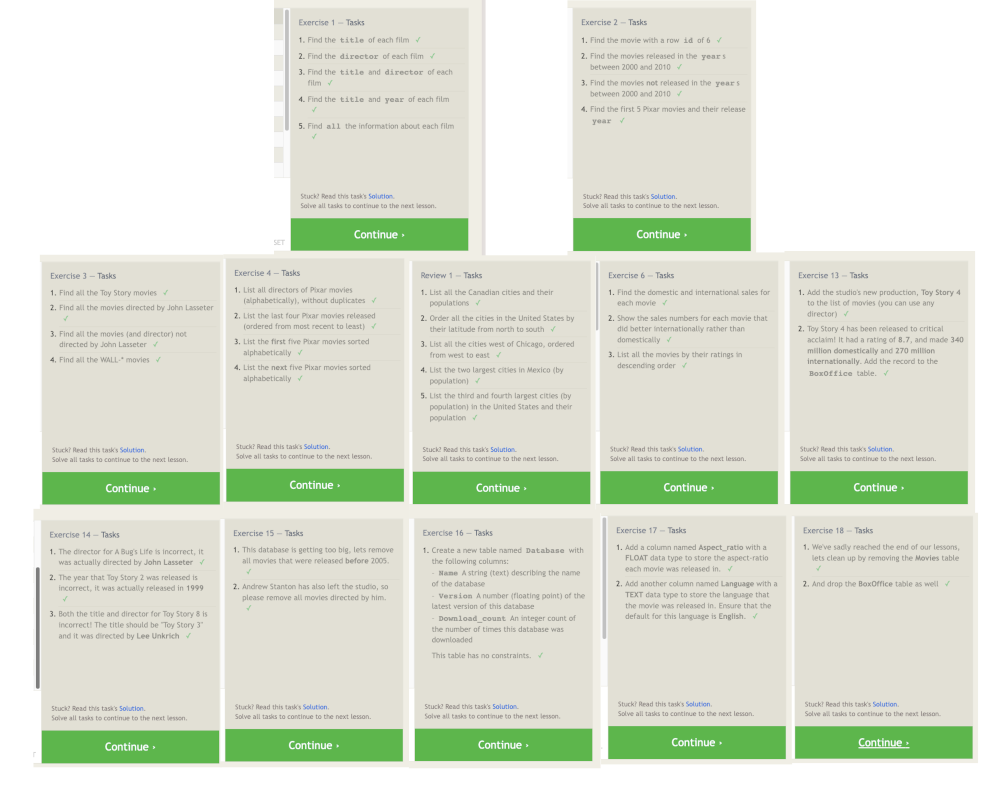 Exercise 1 — Tasks
1. Find the title of each film ✓
2. Find the director of each film ✓
3. Find the title and director of each
film ✓
4. Find the title and year of each film
✓
5. Find all the information about each film
✓
Stuck? Read this task's Solution.
Solve all tasks to continue to the next lesson.
Continue ›
Exercise 2 — Tasks
1. Find the movie with a row id of 6 ✓
2. Find the movies released in the year s
between 2000 and 2010 ✓
3. Find the movies not released in the year s
between 2000 and 2010 ✓
4. Find the first 5 Pixar movies and their release
year ✓
Stuck? Read this task's Solution.
Solve all tasks to continue to the next lesson.
Continue ›
Exercise 3 — Tasks
1. Find all the Toy Story movies ✓
2. Find all the movies directed by John Lasseter
✓
3. Find all the movies (and director) not
directed by John Lasseter ✓
4. Find all the WALL-* movies ✓
Stuck? Read this task's Solution.
Solve all tasks to continue to the next lesson.
Continue ›
Exercise 4 — Tasks
1. List all directors of Pixar movies
(alphabetically), without duplicates ✓
2. List the last four Pixar movies released
(ordered from most recent to least) ✓
3. List the first five Pixar movies sorted
alphabetically ✓
4. List the next five Pixar movies sorted
alphabetically ✓
Stuck? Read this task's Solution.
Solve all tasks to continue to the next lesson.
Continue ›
Review 1 — Tasks
1. List all the Canadian cities and their
populations ✓
2. Order all the cities in the United States by
their latitude from north to south ✓
3. List all the cities west of Chicago, ordered
from west to east ✓
4. List the two largest cities in Mexico (by
population) ✓
5. List the third and fourth largest cities (by
population) in the United States and their
population ✓
Stuck? Read this task's Solution.
Solve all tasks to continue to the next lesson.
Continue ›
Exercise 6 — Tasks
1. Find the domestic and international sales for
each movie ✓
2. Show the sales numbers for each movie that
did better internationally rather than
domestically ✓
3. List all the movies by their ratings in
descending order ✓
Stuck? Read this task's Solution.
Solve all tasks to continue to the next lesson.
Continue ›
Exercise 13 — Tasks
1. Add the studio's new production, Toy Story 4
to the list of movies (you can use any
director) ✓
2. Toy Story 4 has been released to critical
acclaim! It had a rating of 8.7, and made 340
million domestically and 270 million
internationally. Add the record to the
BoxOffice table. ✓
Stuck? Read this task's Solution.
Solve all tasks to continue to the next lesson.
Continue ›
Exercise 14 — Tasks
1. The director for A Bug's Life is incorrect, it
was actually directed by John Lasseter ✓
2. The year that Toy Story 2 was released is
incorrect, it was actually released in 1999
✓
3. Both the title and director for Toy Story 8 is
incorrect! The title should be "Toy Story 3"
and it was directed by Lee Unkrich ✓
Stuck? Read this task's Solution.
Solve all tasks to continue to the next lesson.
Continue ›
Exercise 15 — Tasks
1. This database is getting too big, lets remove
all movies that were released before 2005.
✓
2. Andrew Stanton has also left the studio, so
please remove all movies directed by him.
✓
Stuck? Read this task's Solution.
Solve all tasks to continue to the next lesson.
Continue ›
Exercise 16 — Tasks
1. Create a new table named Database with
the following columns:
- Name A string (text) describing the name
of the database
- Version A number (floating point) of the
latest version of this database
- Download_count An integer count of
the number of times this database was
downloaded
This table has no constraints. ✓
Stuck? Read this task's Solution.
Solve all tasks to continue to the next lesson.
Continue ›
Exercise 17 — Tasks
1. Add a column named Aspect_ratio with a
FLOAT data type to store the aspect-ratio
each movie was released in. ✓
2. Add another column named Language with a
TEXT data type to store the language that
the movie was released in. Ensure that the
default for this language is English. ✓
Stuck? Read this task's Solution.
Solve all tasks to continue to the next lesson.
Continue ›
Exercise 18 — Tasks
1. We've sadly reached the end of our lessons,
lets clean up by removing the Movies table
✓
2. And drop the BoxOffice table as well ✓
Stuck? Read this task's Solution.
Solve all tasks to continue to the next lesson.
Continue ›